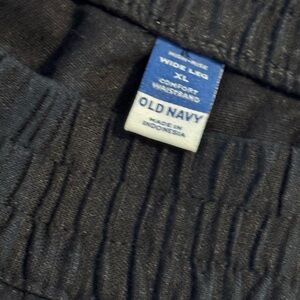 HIGH-RISE
WIDE LEG
XL
COMFORT
WAISTBAND
OLD NAVY
MADE IN
INDONESIA